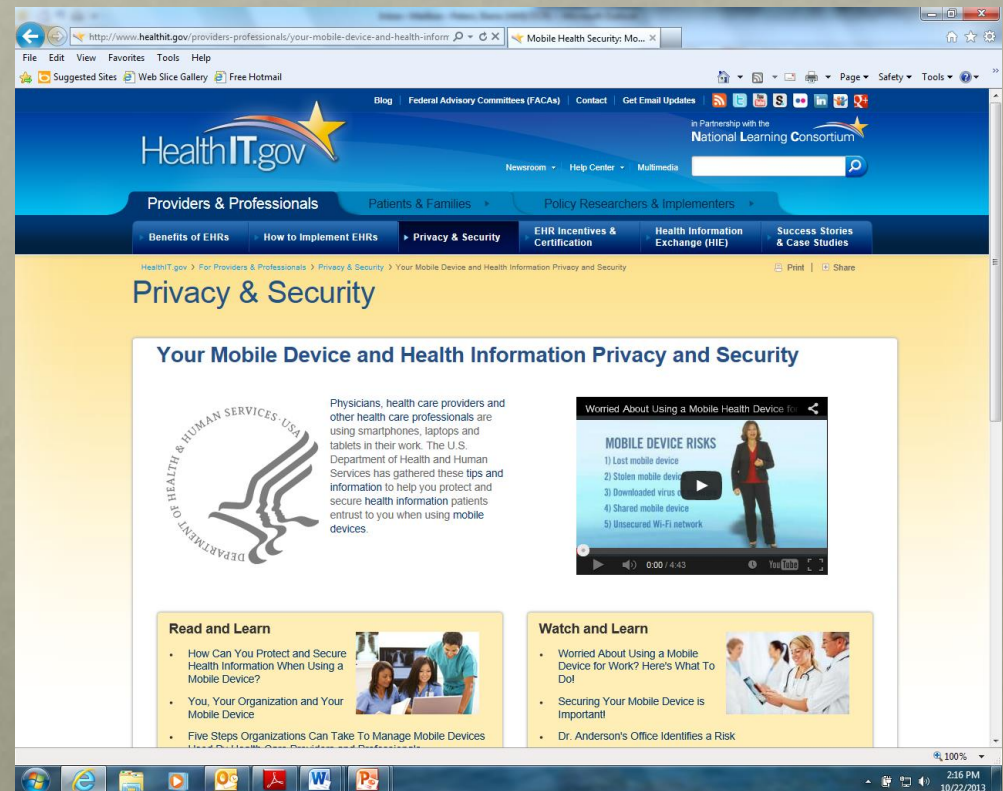 http://www.healthit.gov/providers-professionals/your-mobile-device-and-health-inform
Mobile Health Security: Mo...
File Edit View Favorites Tools Help
Suggested Sites Web Slice Gallery Free Hotmail
Page Safety Tools
Blog Federal Advisory Committees (FACAs) Contact Get Email Updates
in Partnership with the
National Learning Consortium
HealthIT.gov
Newsroom Help Center Multimedia
Providers & Professionals Patients & Families Policy Researchers & Implementers
Benefits of EHRs How to Implement EHRs Privacy & Security EHR Incentives & Certification Health Information Exchange (HIE) Success Stories & Case Studies
HealthIT.gov > For Providers & Professionals > Privacy & Security > Your Mobile Device and Health Information Privacy and Security
Print | Share
Privacy & Security
Your Mobile Device and Health Information Privacy and Security
DEPARTMENT OF HEALTH & HUMAN SERVICES · USA
Physicians, health care providers and
other health care professionals are
using smartphones, laptops and
tablets in their work. The U.S.
Department of Health and Human
Services has gathered these tips and
information to help you protect and
secure health information patients
entrust to you when using mobile
devices.
Worried About Using a Mobile Health Device for
MOBILE DEVICE RISKS
1) Lost mobile device
2) Stolen mobile
3) Downloaded virus
4) Shared mobile device
5) Unsecured Wi-Fi network
0:00 / 4:43
YouTube
Read and Learn
• How Can You Protect and Secure
Health Information When Using a
Mobile Device?
• You, Your Organization and Your
Mobile Device
• Five Steps Organizations Can Take To Manage Mobile Devices
Used By Health Care Providers and Professionals
Watch and Learn
• Worried About Using a Mobile
Device for Work? Here's What To
Do!
• Securing Your Mobile Device is
Important!
• Dr. Anderson's Office Identifies a Risk
100%
2:16 PM
10/22/2013